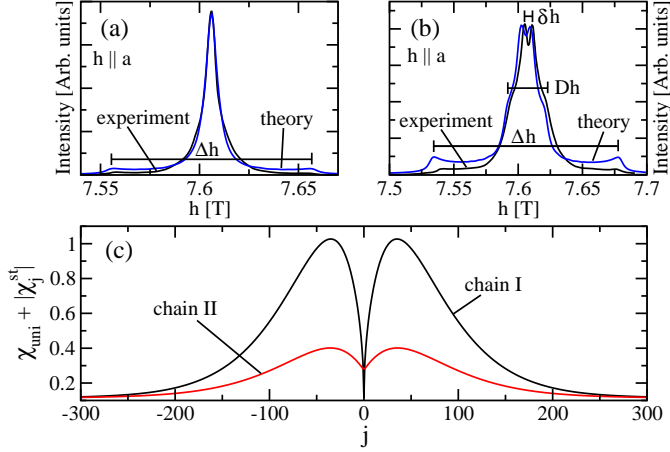 (a)
h || a
Intensity [Arb. units]
experiment
theory
Δh
7.55
7.6
7.65
h [T]
(b)
δh
h || a
Dh
Intensity [Arb. units]
experiment
Δh
theory
7.5
7.55
7.6
7.65
7.7
h [T]
(c)
χuni + |χj^st|
1
0.8
0.6
0.4
0.2
chain I
chain II
-300
-200
-100
0
100
200
300
j